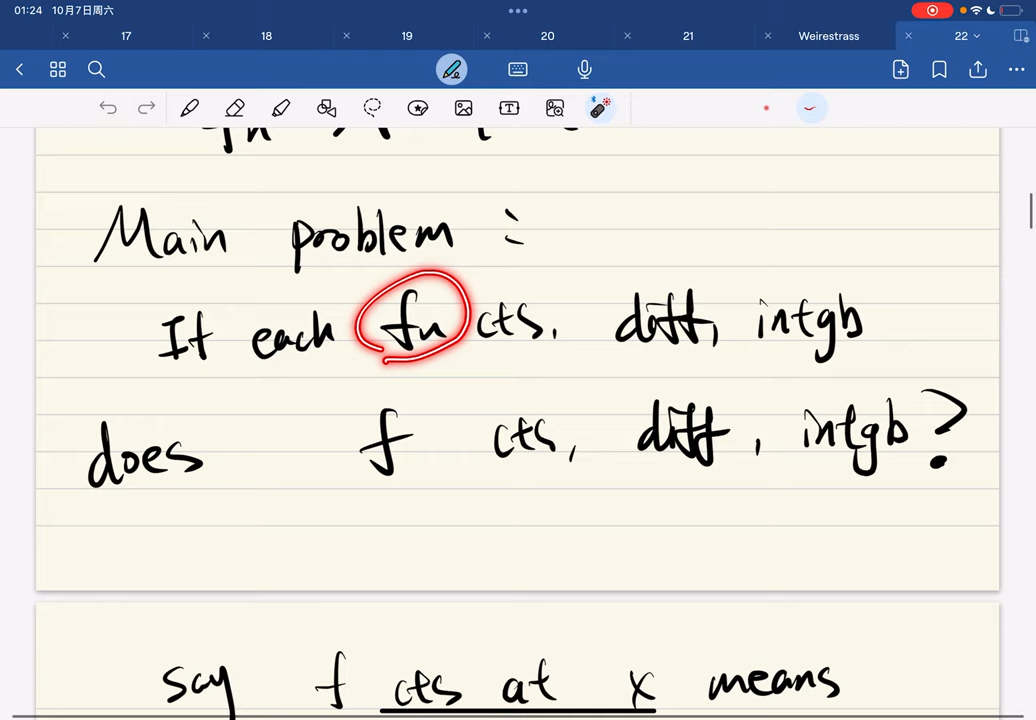 01:24 10月7日周六
17 18 19 20 21 Weirestrass 22
Main problem :
If each fn cts, diff, intgb
does f cts, diff, intgb?
say f cts at x means